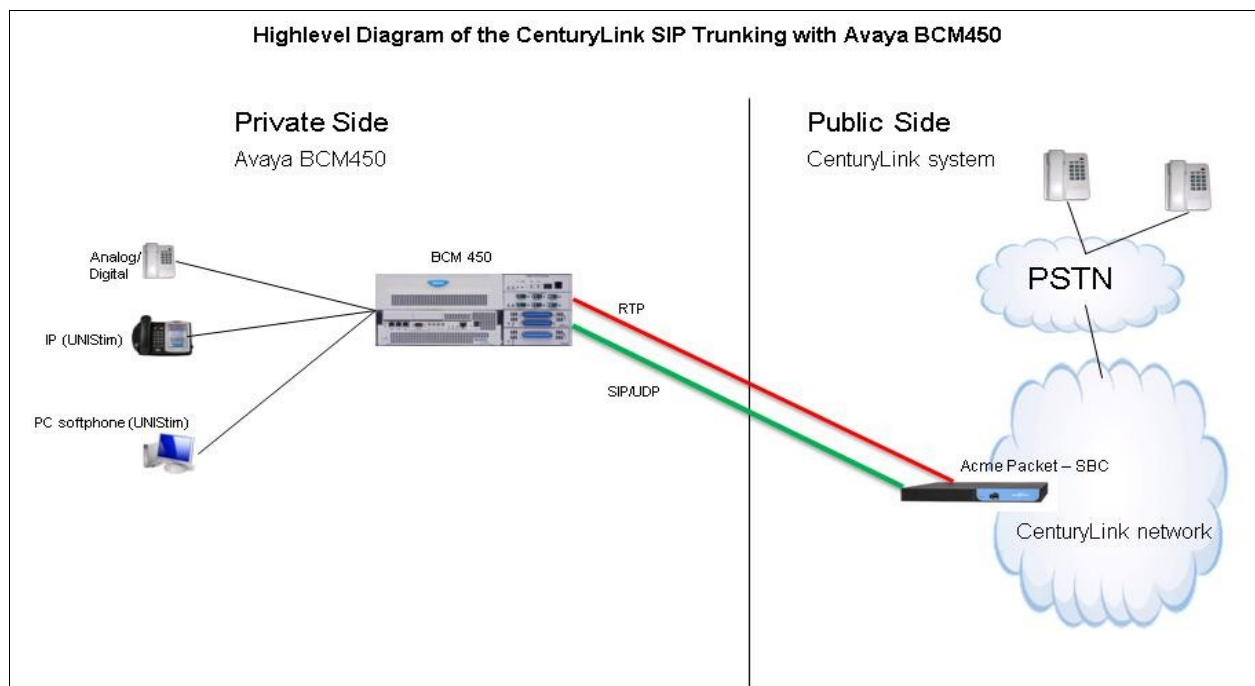 Highlevel Diagram of the CenturyLink SIP Trunking with Avaya BCM450
Private Side
Avaya BCM450
Public Side
CenturyLink system
Analog/
Digital
BCM 450
PSTN
RTP
IP (UNIStim)
SIP/UDP
PC softphone (UNIStim)
Acme Packet – SBC
CenturyLink network